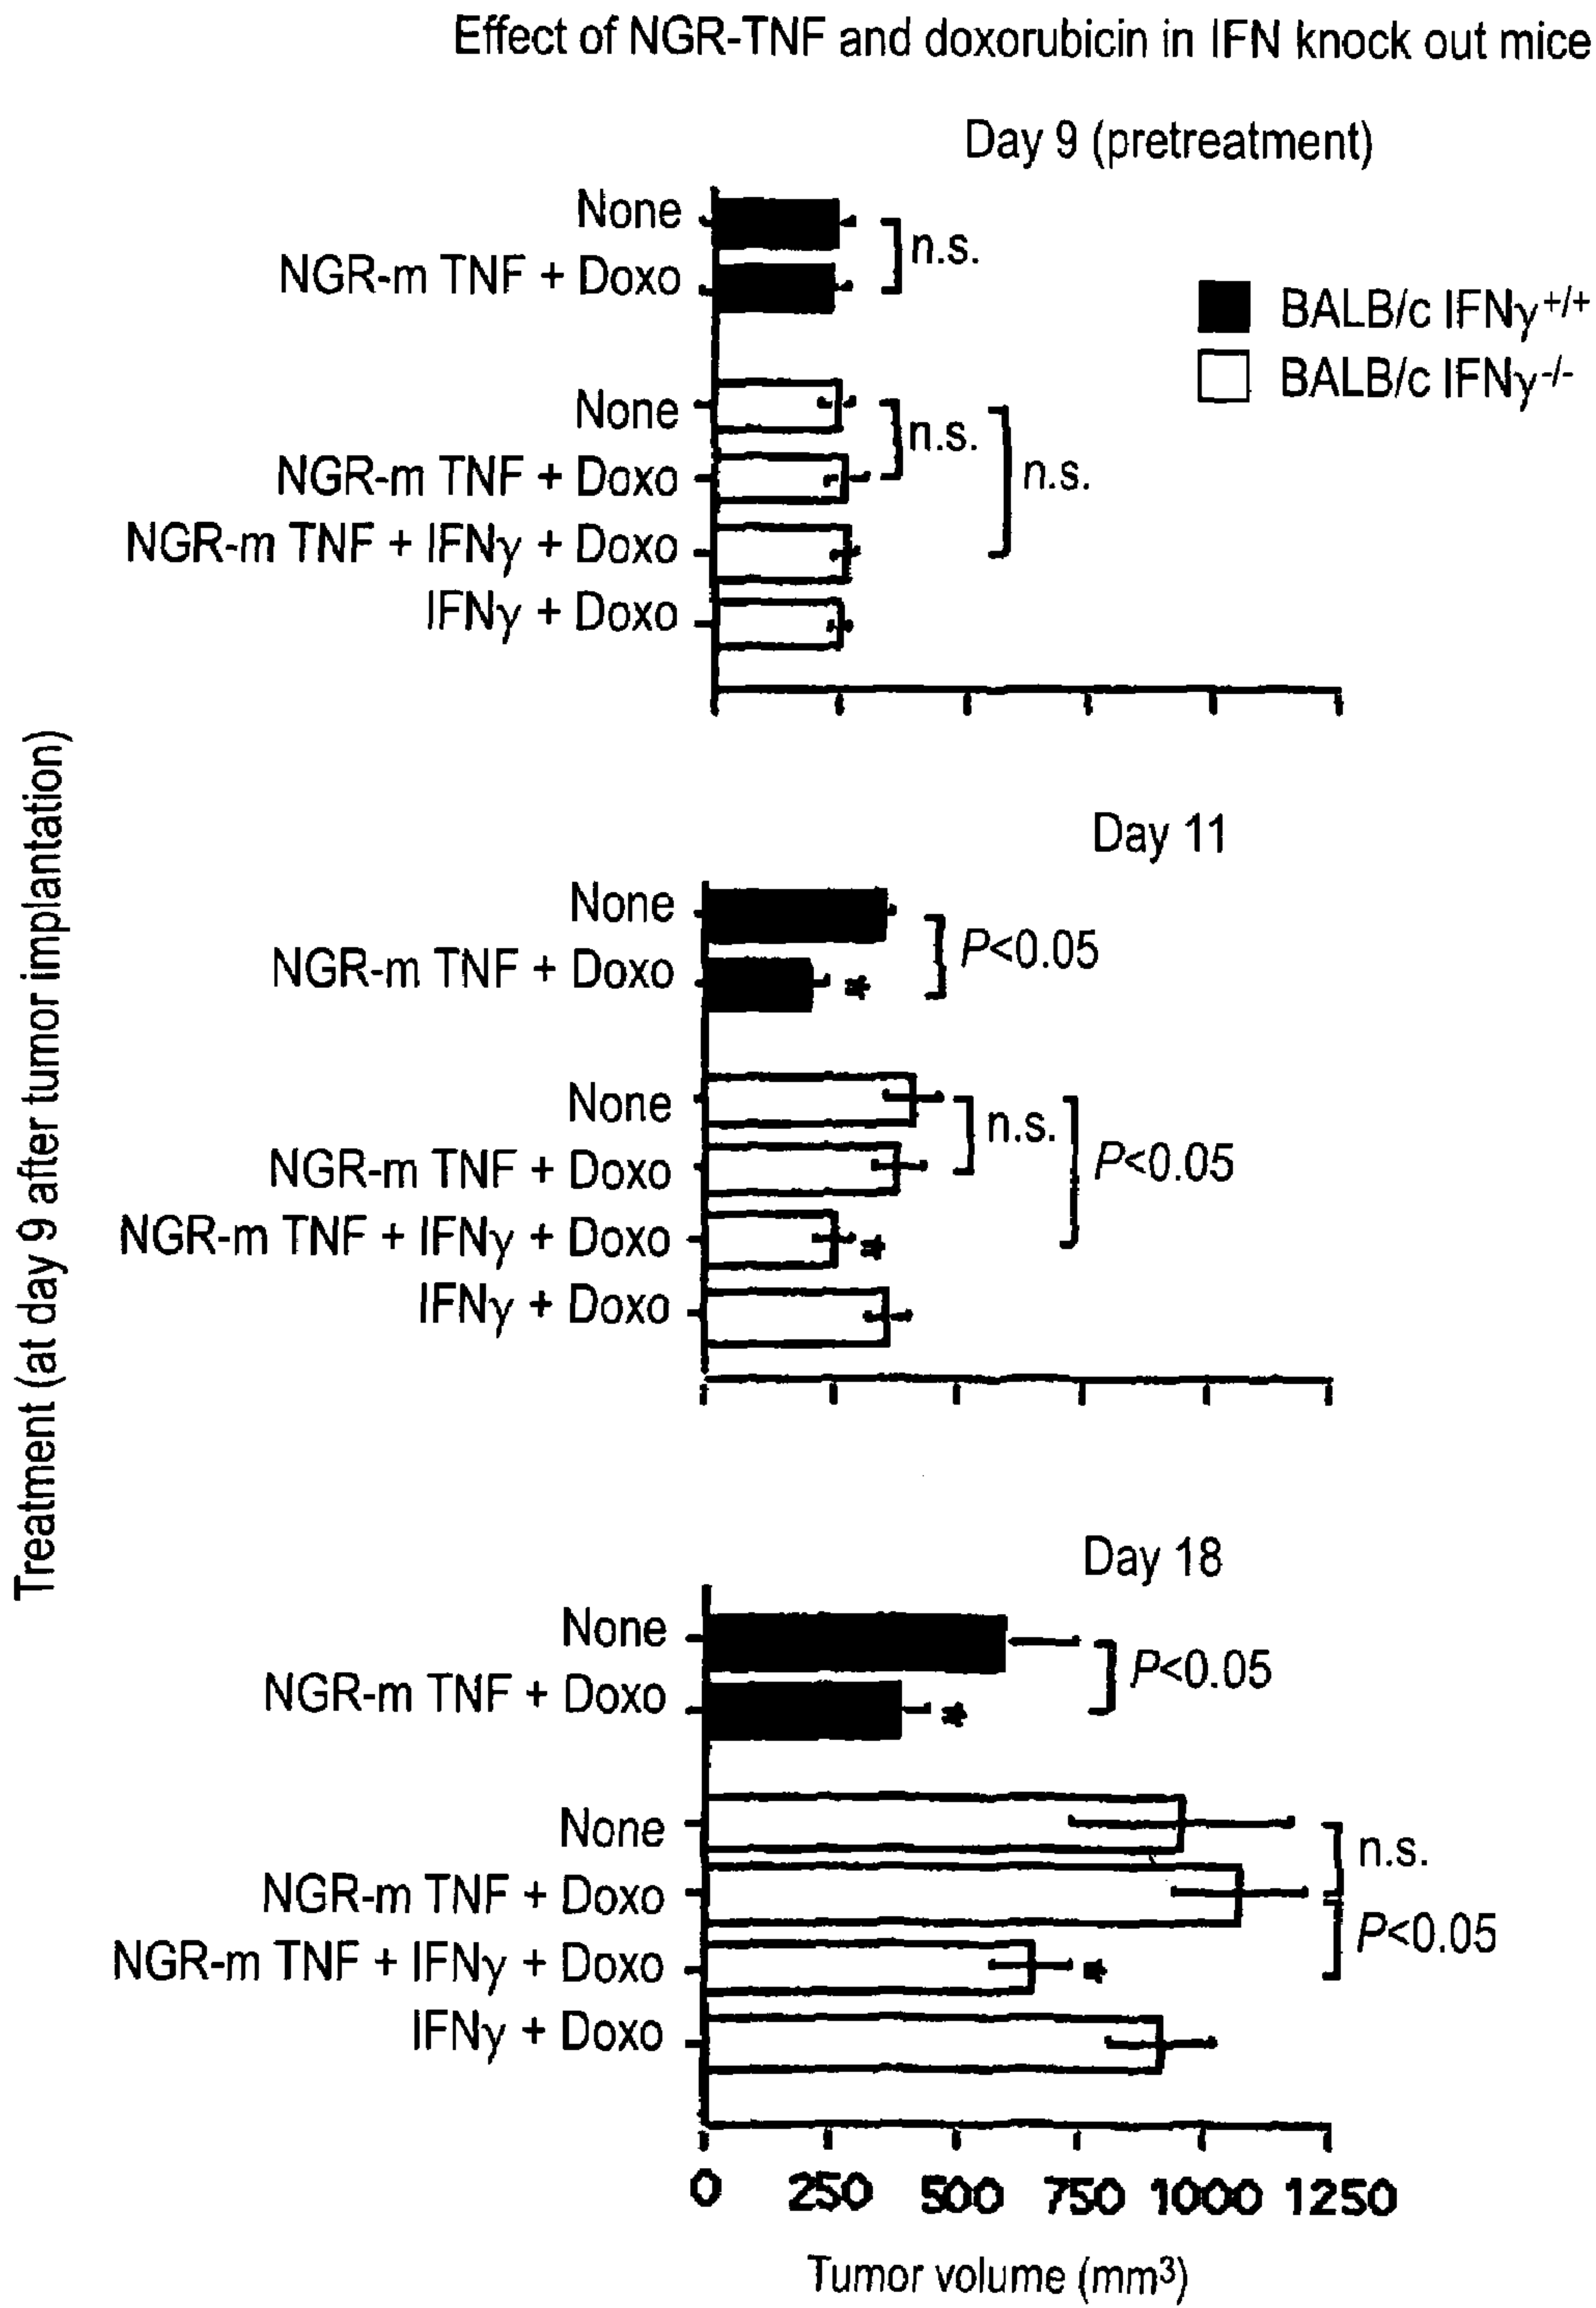 Effect of NGR-TNF and doxorubicin in IFN knock out mice
Day 9 (pretreatment)
None
NGR-m TNF + Doxo
n.s.
BALB/c IFNγ+/+
BALB/c IFNγ-/-
None
NGR-m TNF + Doxo
NGR-m TNF + IFNγ + Doxo
IFNγ + Doxo
n.s.
n.s.
Treatment (at day 9 after tumor implantation)
Day 11
None
NGR-m TNF + Doxo
*
P<0.05
None
NGR-m TNF + Doxo
NGR-m TNF + IFNγ + Doxo
*
IFNγ + Doxo
n.s.
P<0.05
Day 18
None
NGR-m TNF + Doxo
*
P<0.05
None
NGR-m TNF + Doxo
NGR-m TNF + IFNγ + Doxo
*
IFNγ + Doxo
n.s.
P<0.05
0 250 500 750 1000 1250
Tumor volume (mm³)